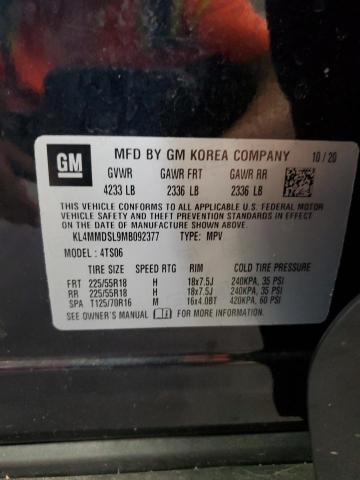 GM MFD BY GM KOREA COMPANY 10/20
GVWR GAWR FRT GAWR RR
4233 LB 2336 LB 2336 LB
THIS VEHICLE CONFORMS TO ALL APPLICABLE U.S. FEDERAL MOTOR
VEHICLE SAFETY AND THEFT PREVENTION STANDARDS IN EFFECT
ON THE DATE OF MANUFACTURE SHOWN ABOVE.
KL4MMDSL9MB092377 TYPE: MPV
MODEL: 4TS06
TIRE SIZE SPEED RTG RIM COLD TIRE PRESSURE
FRT 225/55R18 H 18x7.5J 240KPA, 35 PSI
RR 225/55R18 H 18x7.5J 240KPA, 35 PSI
SPA T125/70R16 M 16x4.0BT 420KPA, 60 PSI
SEE OWNER'S MANUAL FOR MORE INFORMATION.